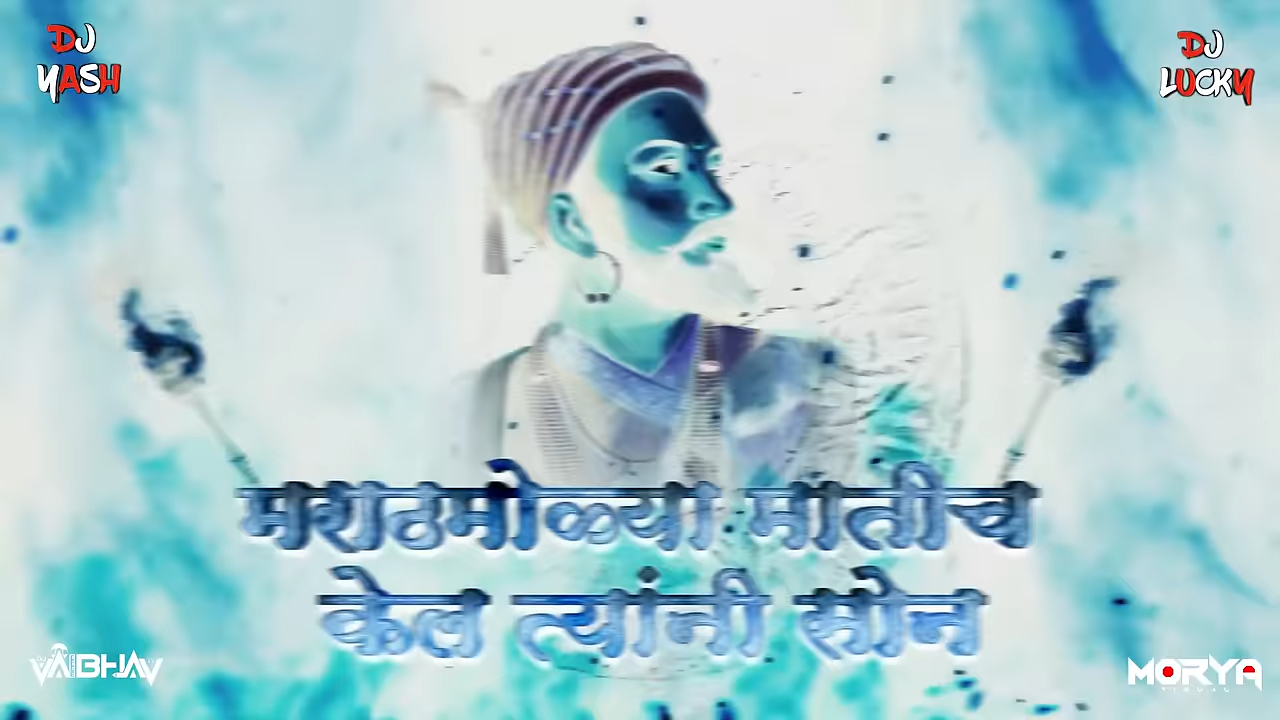 DJ
YASH
DJ
LUCKY
मराठमोळ्या मातीच
केल त्यांनी सोन
VAIBHAV
MORYA